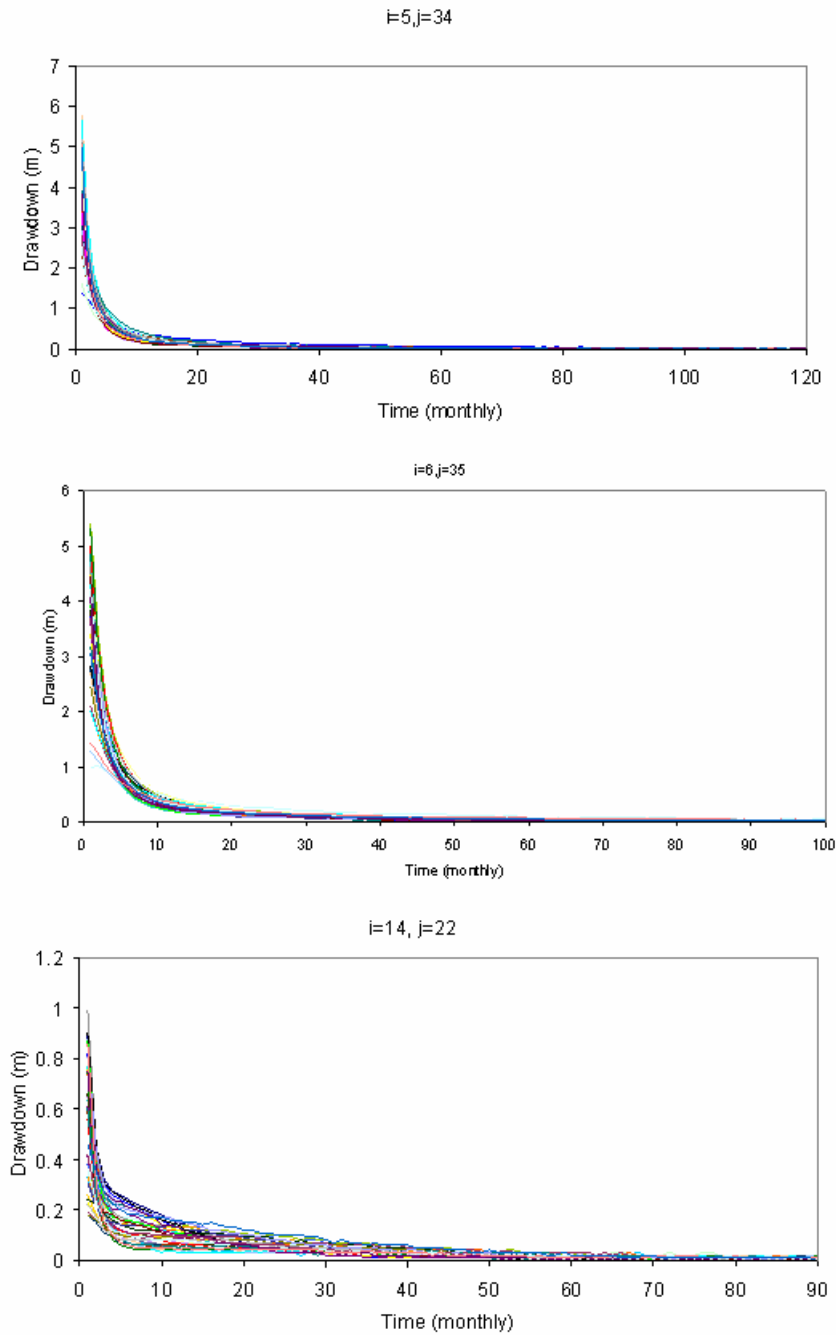 i=5,j=34
7
6
5
4
3
2
1
0
Drawdown (m)
0 20 40 60 80 100 120
Time (monthly)
i=6,j=35
6
5
4
3
2
1
0
Drawdown (m)
0 10 20 30 40 50 60 70 80 90 100
Time (monthly)
i=14, j=22
1.2
1
0.8
0.6
0.4
0.2
0
Drawdown (m)
0 10 20 30 40 50 60 70 80 90
Time (monthly)